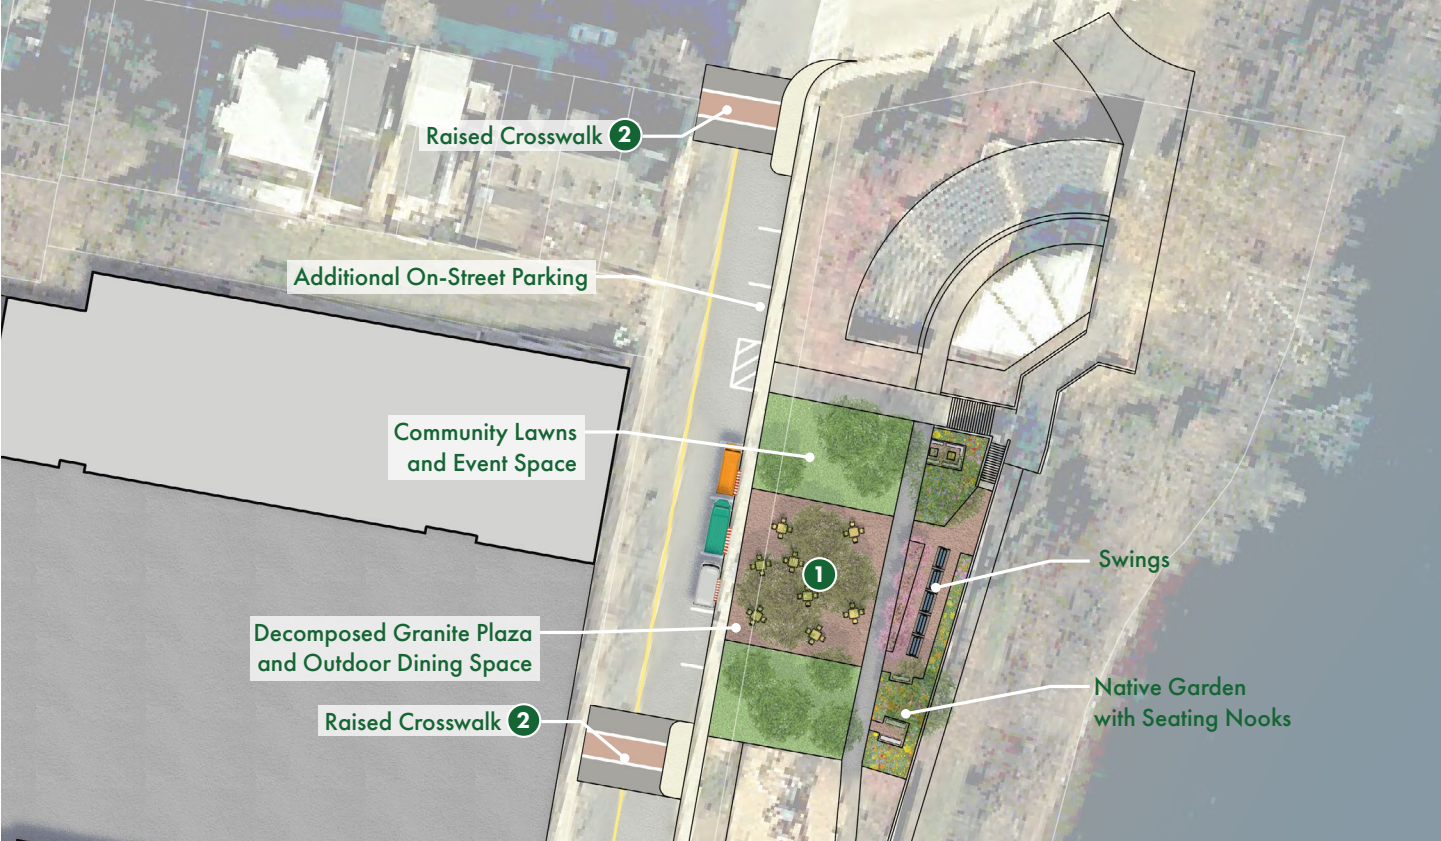 Raised Crosswalk 2
Additional On-Street Parking
Community Lawns
and Event Space
1
Swings
Decomposed Granite Plaza
and Outdoor Dining Space
Native Garden
with Seating Nooks
Raised Crosswalk 2